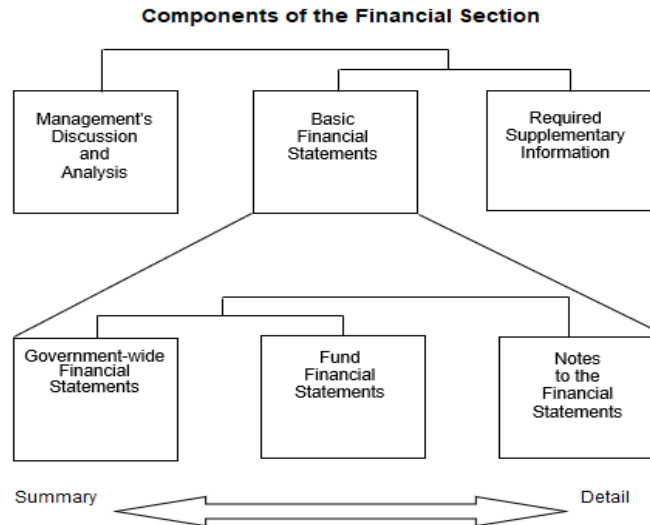 Components of the Financial Section
Management's
Discussion
and
Analysis
Basic
Financial
Statements
Required
Supplementary
Information
Government-wide
Financial
Statements
Fund
Financial
Statements
Notes
to the
Financial
Statements
Summary
Detail